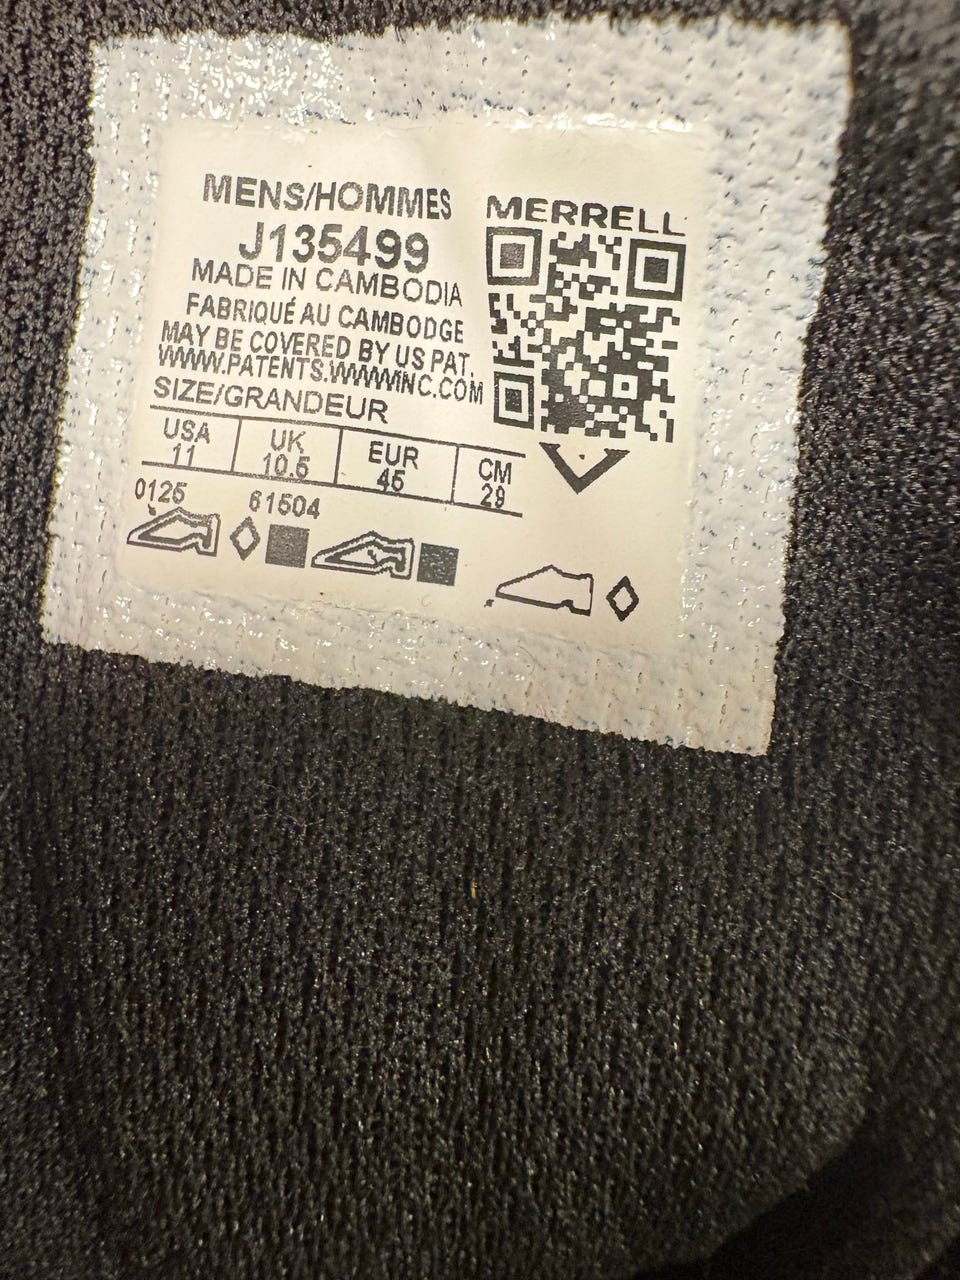 MENS/HOMMES
J135499
MADE IN CAMBODIA
FABRIQUÉ AU CAMBODGE
MAY BE COVERED BY US PAT.
WWW.PATENTS.WWWINC.COM
SIZE/GRANDEUR
USA UK EUR CM
11 10.5 45 29
0125 61504
MERRELL